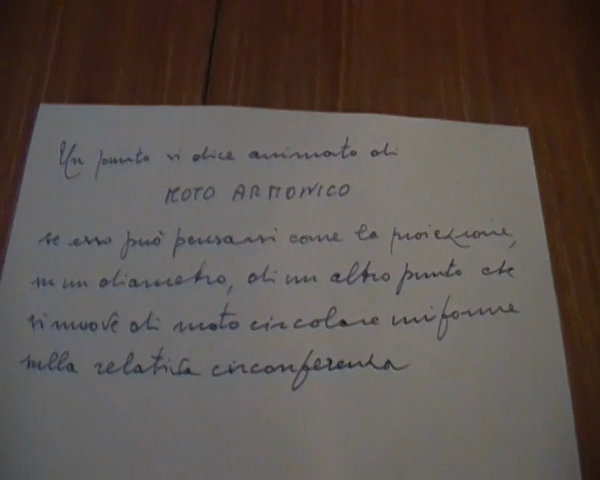 Un punto si dice animato di
MOTO ARMONICO
se esso può pensarsi come la proiezione,
su un diametro, di un altro punto che
si muove di moto circolare uniforme
sulla relativa circonferenza